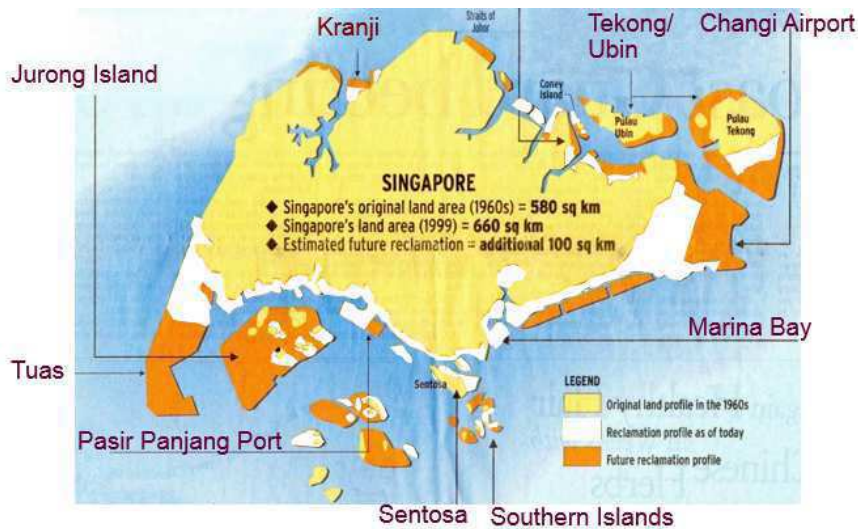 Kranji
Straits of
Johor
Tekong/
Ubin
Changi Airport
Jurong Island
Coney
Island
Pulau
Ubin
Pulau
Tekong
SINGAPORE
◆ Singapore's original land area (1960s) = 580 sq km
◆ Singapore's land area (1999) = 660 sq km
◆ Estimated future reclamation = additional 100 sq km
Marina Bay
Tuas
Sentosa
LEGEND
Original land profile in the 1960s
Reclamation profile as of today
Future reclamation profile
Pasir Panjang Port
Sentosa
Southern Islands